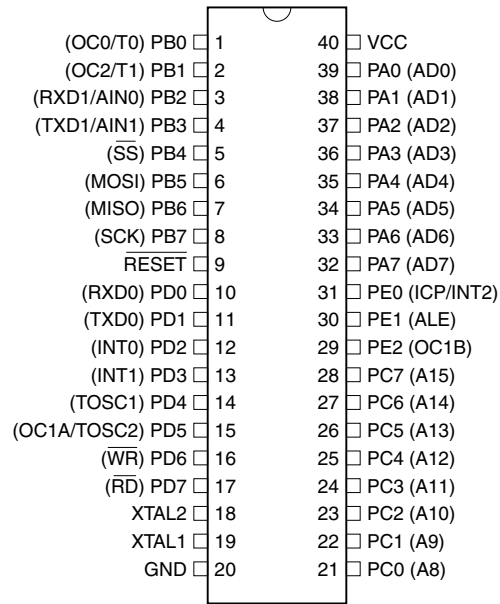 (OC0/T0) PB0 1 40 VCC
(OC2/T1) PB1 2 39 PA0 (AD0)
(RXD1/AIN0) PB2 3 38 PA1 (AD1)
(TXD1/AIN1) PB3 4 37 PA2 (AD2)
(S̅S̅) PB4 5 36 PA3 (AD3)
(MOSI) PB5 6 35 PA4 (AD4)
(MISO) PB6 7 34 PA5 (AD5)
(SCK) PB7 8 33 PA6 (AD6)
R̅E̅S̅E̅T̅ 9 32 PA7 (AD7)
(RXD0) PD0 10 31 PE0 (ICP/INT2)
(TXD0) PD1 11 30 PE1 (ALE)
(INT0) PD2 12 29 PE2 (OC1B)
(INT1) PD3 13 28 PC7 (A15)
(TOSC1) PD4 14 27 PC6 (A14)
(OC1A/TOSC2) PD5 15 26 PC5 (A13)
(W̅R̅) PD6 16 25 PC4 (A12)
(R̅D̅) PD7 17 24 PC3 (A11)
XTAL2 18 23 PC2 (A10)
XTAL1 19 22 PC1 (A9)
GND 20 21 PC0 (A8)